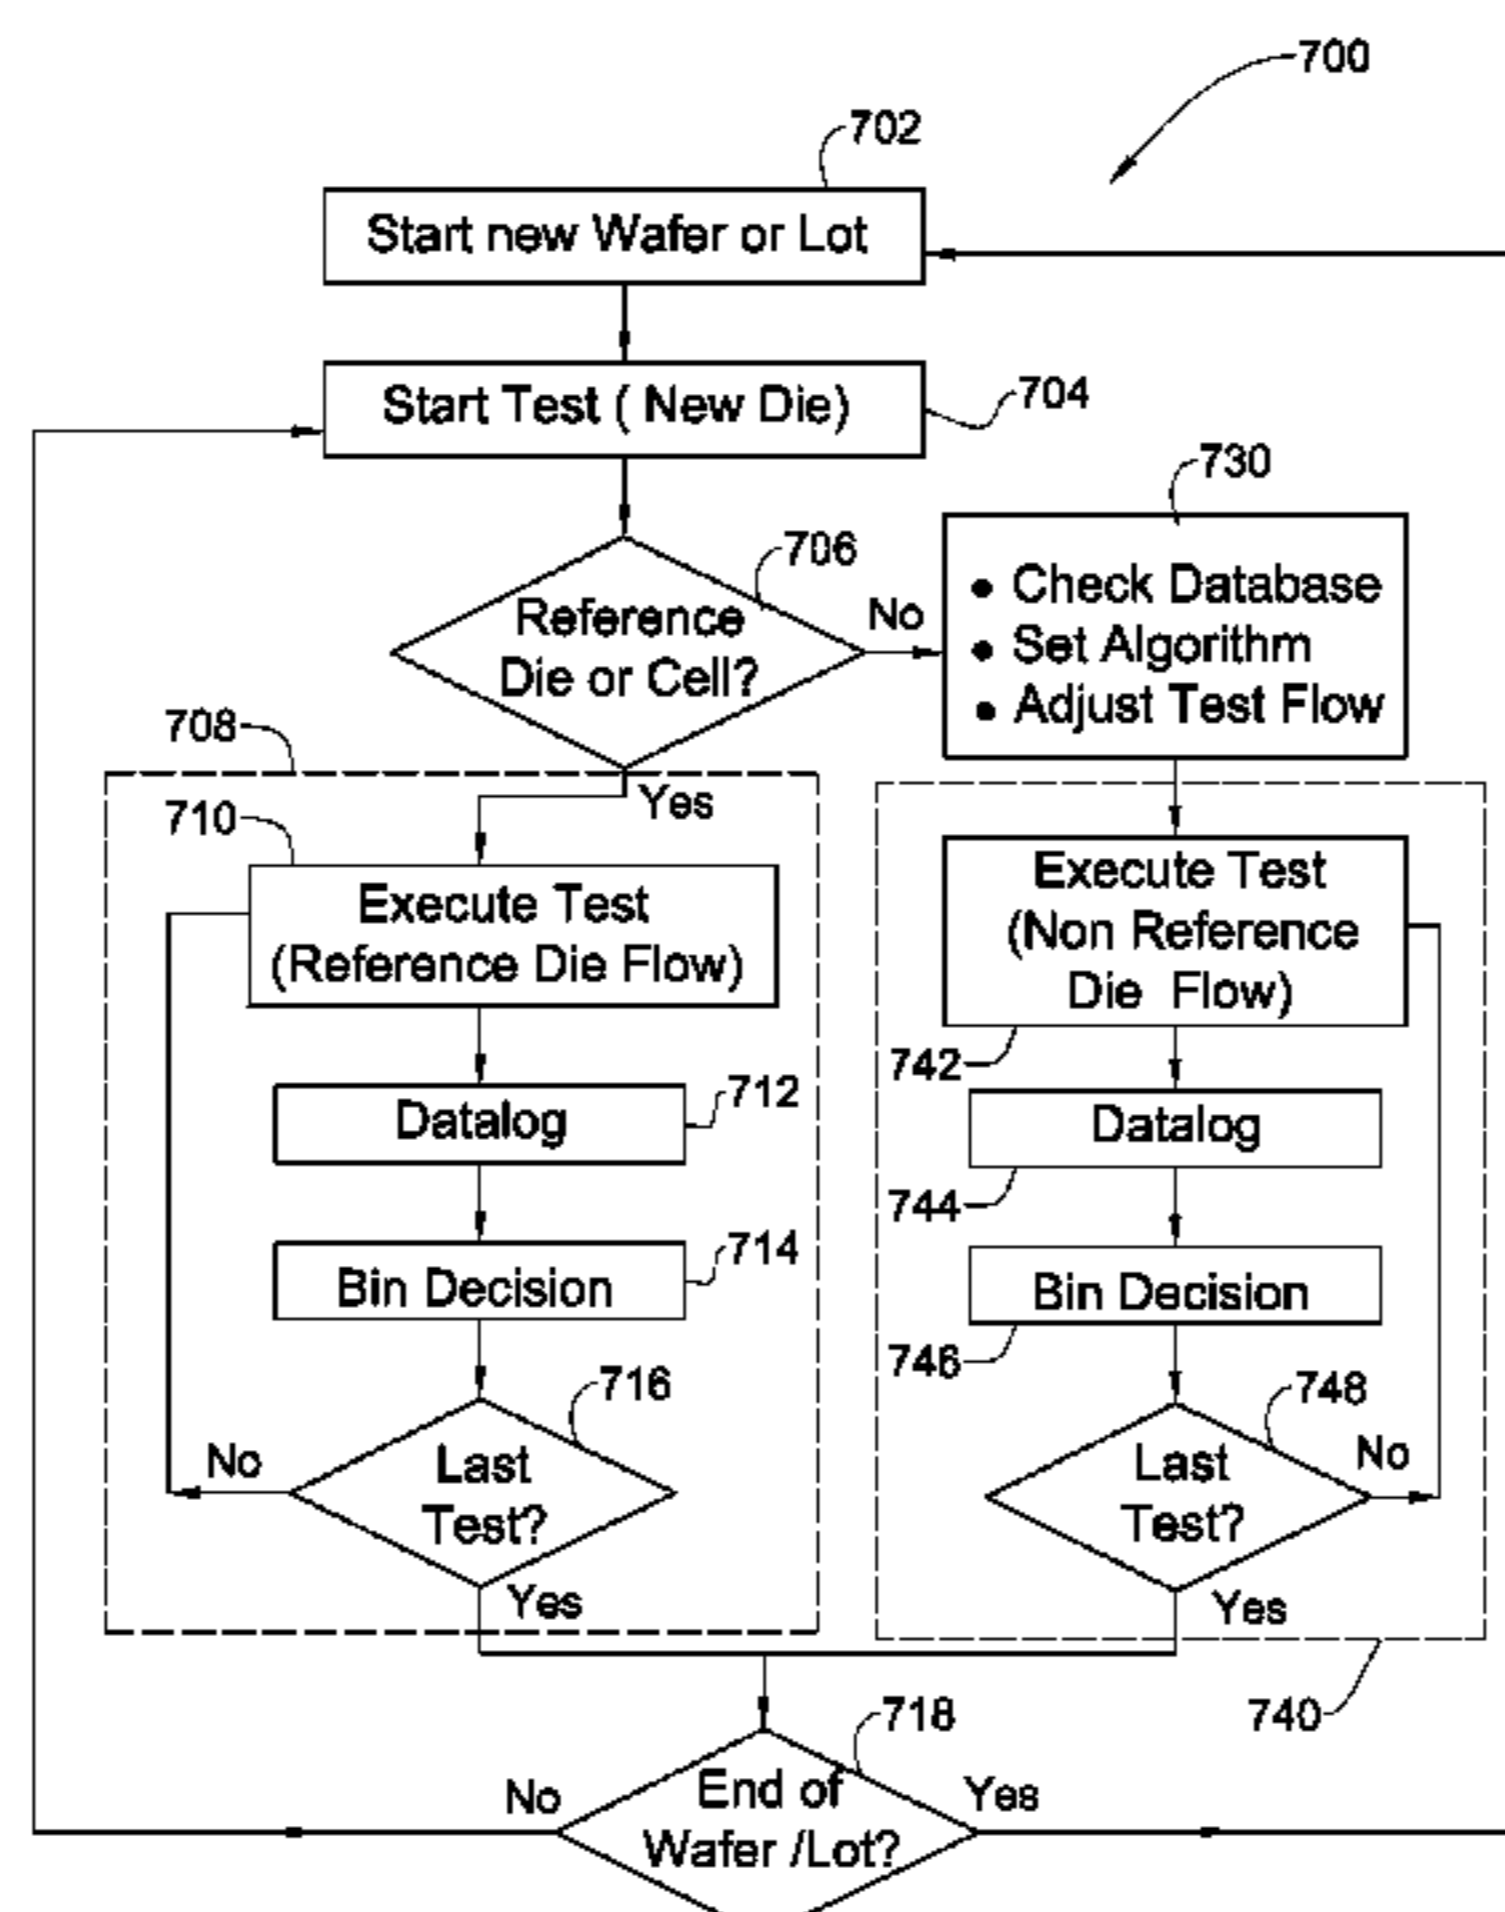 700
702
Start new Wafer or Lot
Start Test ( New Die)
704
730
706
Reference
Die or Cell?
No
• Check Database
• Set Algorithm
• Adjust Test Flow
708
Yes
710
Execute Test
(Reference Die Flow)
Execute Test
(Non Reference
Die Flow)
742
712
Datalog
Datalog
744
714
Bin Decision
Bin Decision
746
716
748
Last
Test?
No
Last
Test?
No
Yes
Yes
740
718
End of
Wafer /Lot?
No
Yes